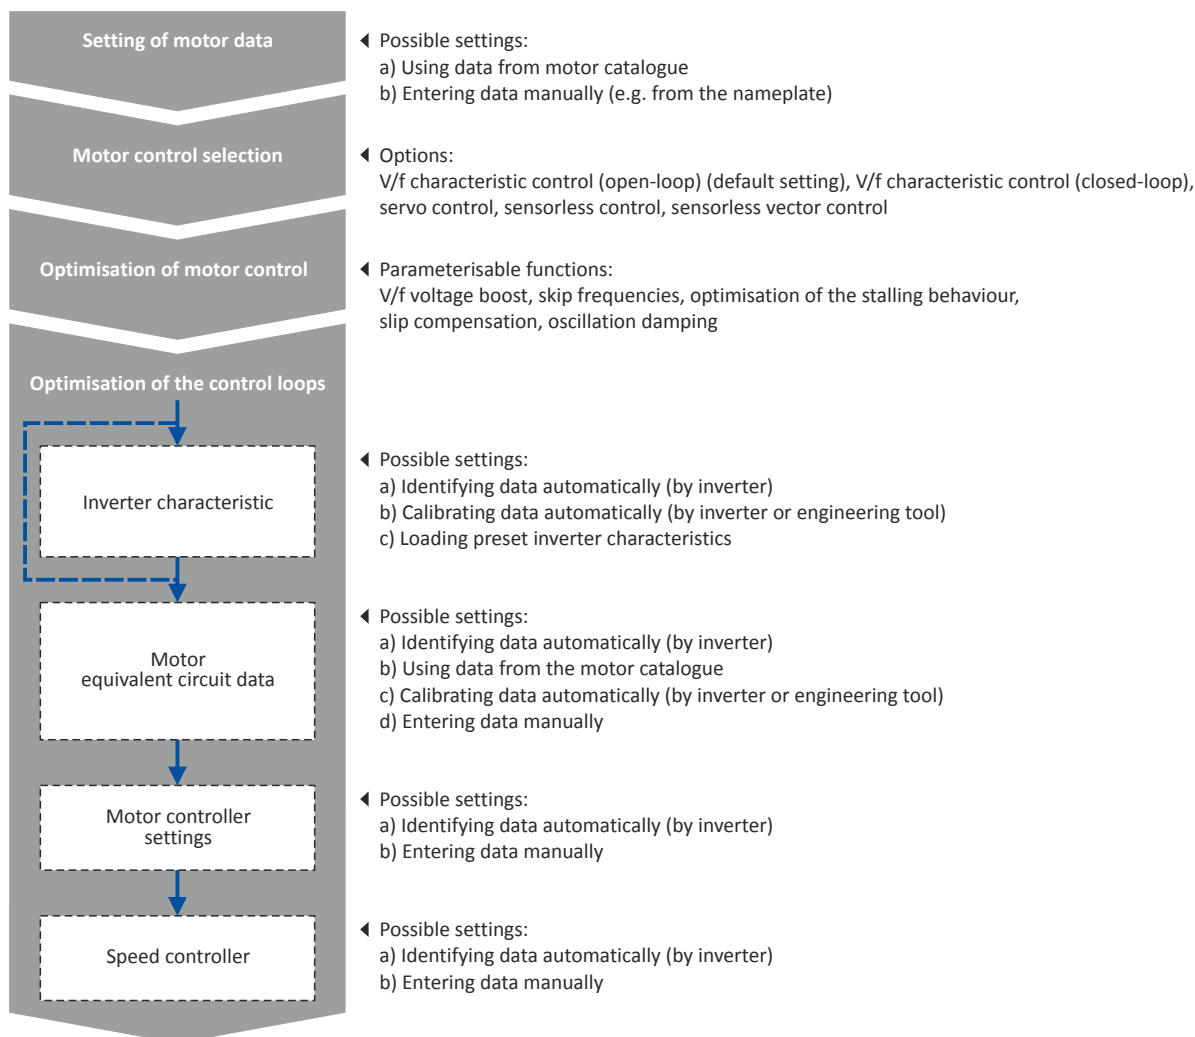 Setting of motor data
◀ Possible settings:
a) Using data from motor catalogue
b) Entering data manually (e.g. from the nameplate)
Motor control selection
◀ Options:
V/f characteristic control (open-loop) (default setting), V/f characteristic control (closed-loop),
servo control, sensorless control, sensorless vector control
Optimisation of motor control
◀ Parameterisable functions:
V/f voltage boost, skip frequencies, optimisation of the stalling behaviour,
slip compensation, oscillation damping
Optimisation of the control loops
Inverter characteristic
◀ Possible settings:
a) Identifying data automatically (by inverter)
b) Calibrating data automatically (by inverter or engineering tool)
c) Loading preset inverter characteristics
Motor
equivalent circuit data
◀ Possible settings:
a) Identifying data automatically (by inverter)
b) Using data from the motor catalogue
c) Calibrating data automatically (by inverter or engineering tool)
d) Entering data manually
Motor controller
settings
◀ Possible settings:
a) Identifying data automatically (by inverter)
b) Entering data manually
Speed controller
◀ Possible settings:
a) Identifying data automatically (by inverter)
b) Entering data manually